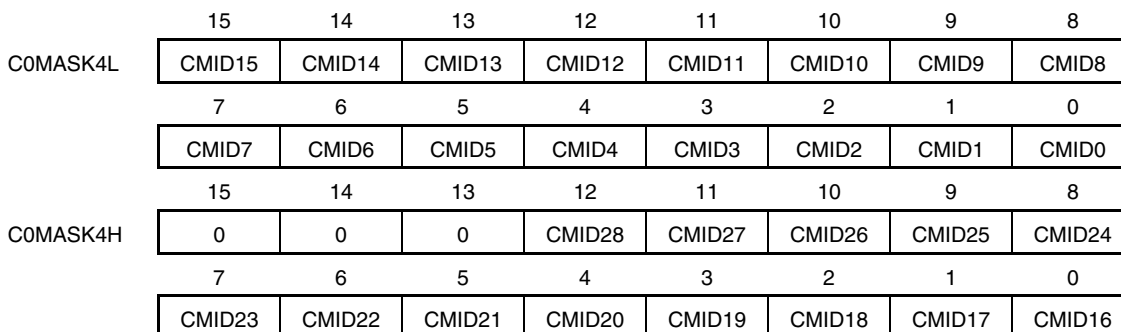 15 14 13 12 11 10 9 8
C0MASK4L CMID15 CMID14 CMID13 CMID12 CMID11 CMID10 CMID9 CMID8
7 6 5 4 3 2 1 0
CMID7 CMID6 CMID5 CMID4 CMID3 CMID2 CMID1 CMID0
15 14 13 12 11 10 9 8
C0MASK4H 0 0 0 CMID28 CMID27 CMID26 CMID25 CMID24
7 6 5 4 3 2 1 0
CMID23 CMID22 CMID21 CMID20 CMID19 CMID18 CMID17 CMID16